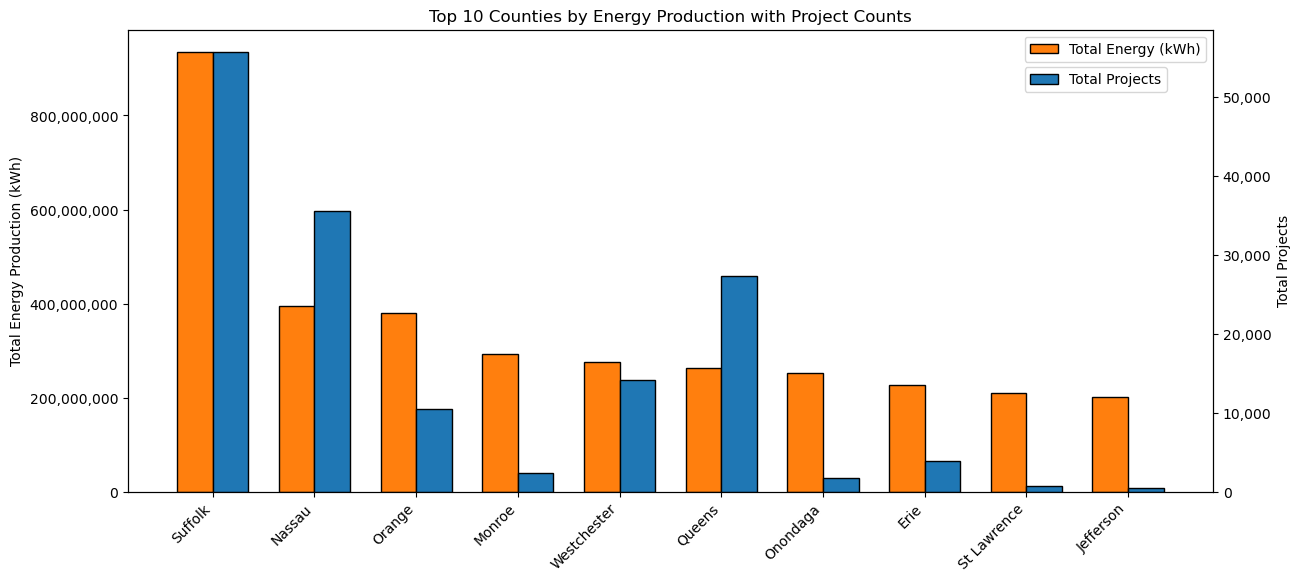 Top 10 Counties by Energy Production with Project Counts
Total Energy (kWh)
Total Projects
Total Energy Production (kWh)
800,000,000
600,000,000
400,000,000
200,000,000
0
50,000
40,000
30,000
20,000
10,000
0
Total Projects
Suffolk
Nassau
Orange
Monroe
Westchester
Queens
Onondaga
Erie
St Lawrence
Jefferson